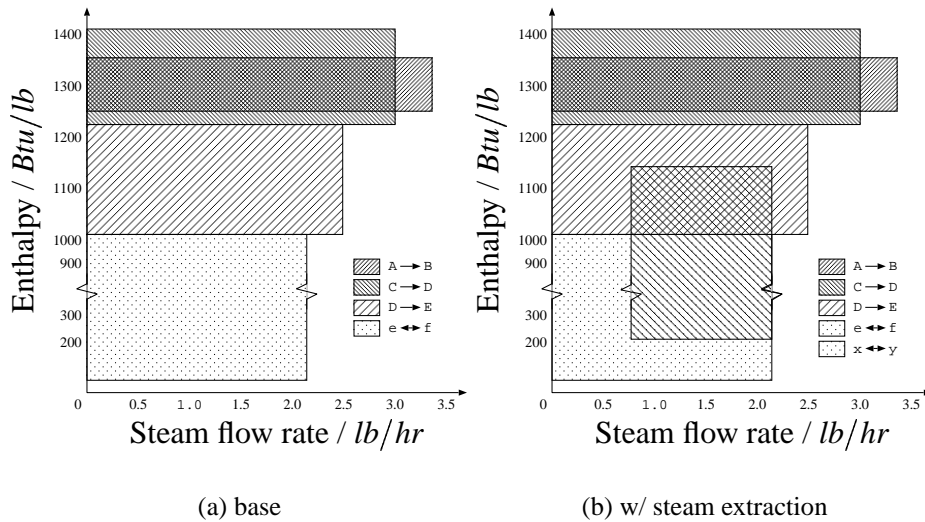 Enthalpy / Btu/lb
1400
1300
1200
1100
1000
900
300
200
0
0.5
1.0
1.5
2.0
2.5
3.0
3.5
Steam flow rate / lb/hr
A B
C D
D E
e f
(a) base
Enthalpy / Btu/lb
1400
1300
1200
1100
1000
900
300
200
0
0.5
1.0
1.5
2.0
2.5
3.0
3.5
Steam flow rate / lb/hr
A B
C D
D E
e f
x y
(b) w/ steam extraction